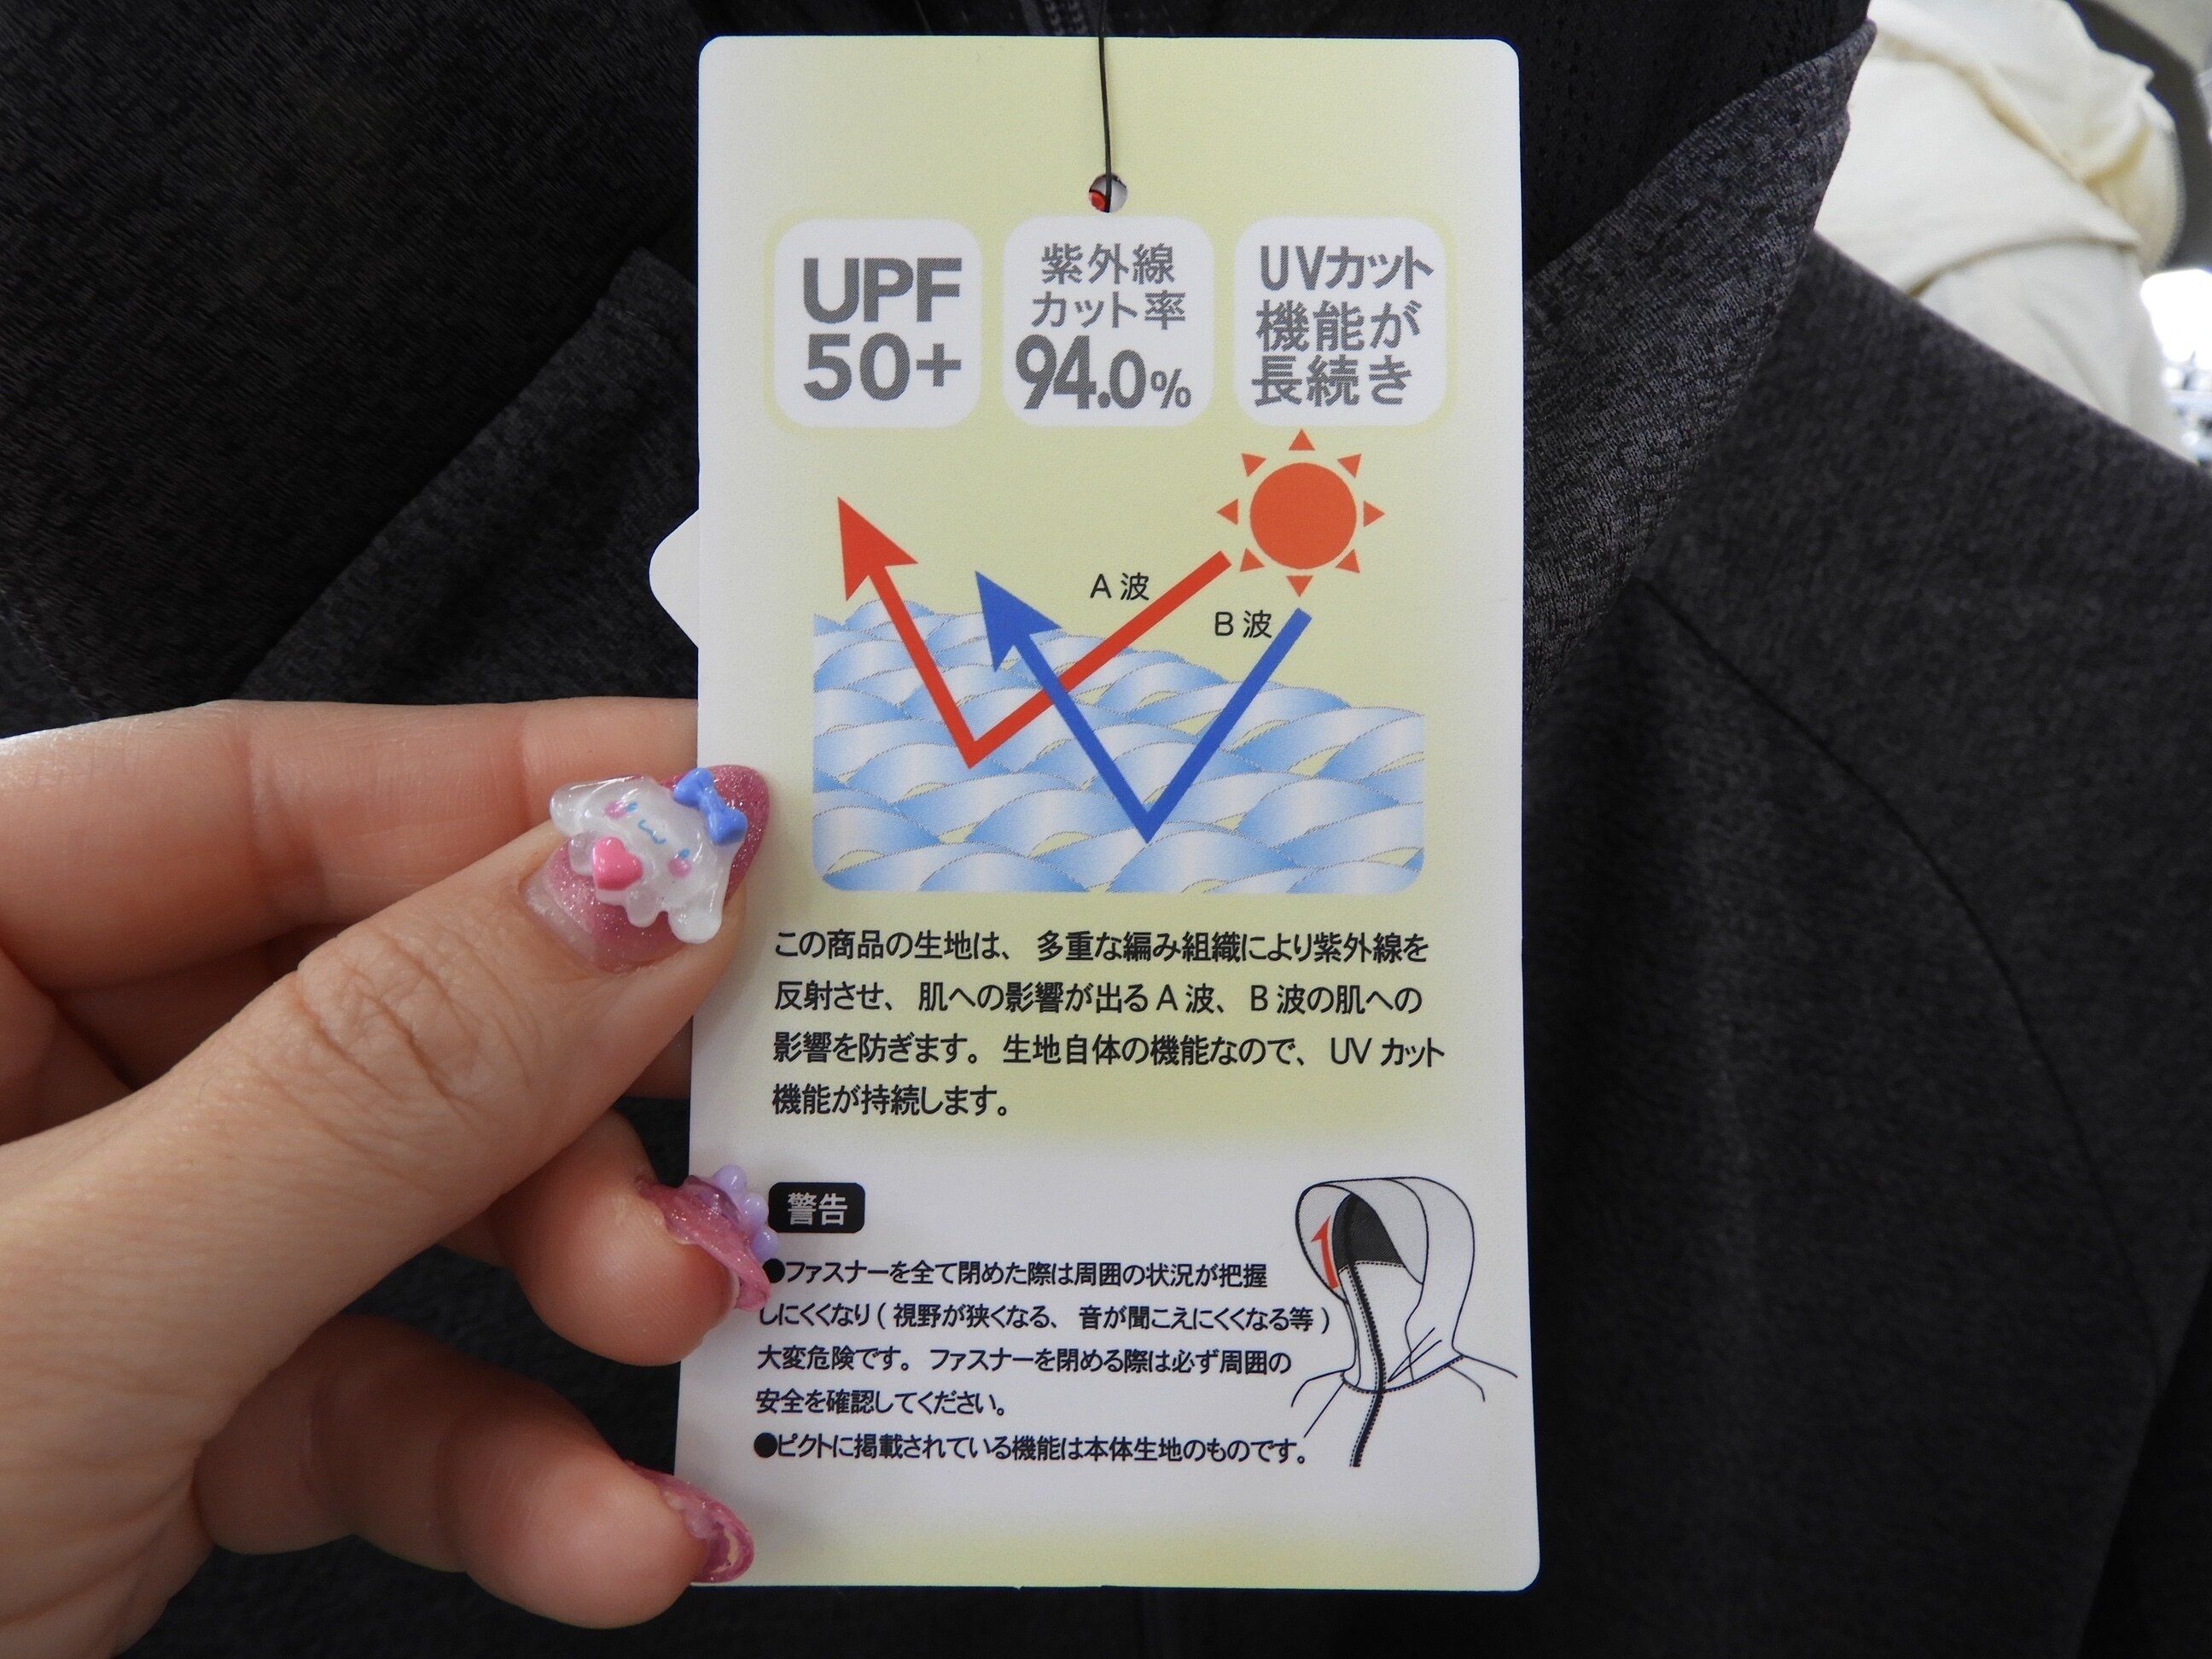 UPF
50+
紫外線
カット率
94.0%
UVカット
機能が
長続き
A 波
B 波
この商品の生地は、多重な編み組織により紫外線を
反射させ、肌への影響が出る A 波、B 波の肌への
影響を防ぎます。生地自体の機能なので、UV カット
機能が持続します。
警告
●ファスナーを全て閉めた際は周囲の状況が把握
しにくくなり(視野が狭くなる、音が聞こえにくくなる等)
大変危険です。ファスナーを閉める際は必ず周囲の
安全を確認してください。
●ピクトに掲載されている機能は本体生地のものです。